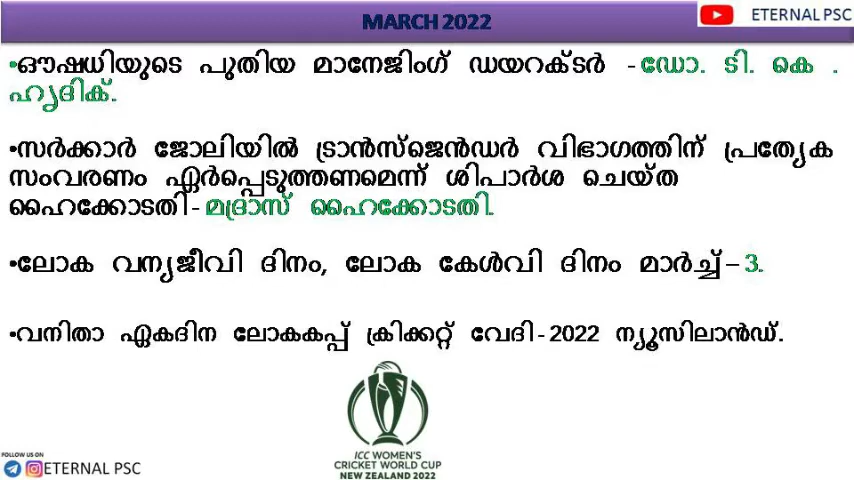 MARCH 2022
ETERNAL PSC
•ഔഷധിയുടെ പുതിയ മാനേജിംഗ് ഡയറക്ടർ -ഡോ. ടി. കെ .
ഹൃദിക്.
•സർക്കാർ ജോലിയിൽ ട്രാൻസ്ജെൻഡർ വിഭാഗത്തിന് പ്രത്യേക
സംവരണം ഏർപ്പെടുത്തണമെന്ന് ശിപാർശ ചെയ്ത
ഹൈക്കോടതി-മദ്രാസ് ഹൈക്കോടതി.
•ലോക വന്യജീവി ദിനം, ലോക കേൾവി ദിനം മാർച്ച് – 3.
•വനിതാ ഏകദിന ലോകകപ്പ് ക്രിക്കറ്റ് വേദി-2022 ന്യൂസിലാൻഡ്.
ICC WOMEN'S
CRICKET WORLD CUP
NEW ZEALAND 2022
FOLLOW US ON
ETERNAL PSC